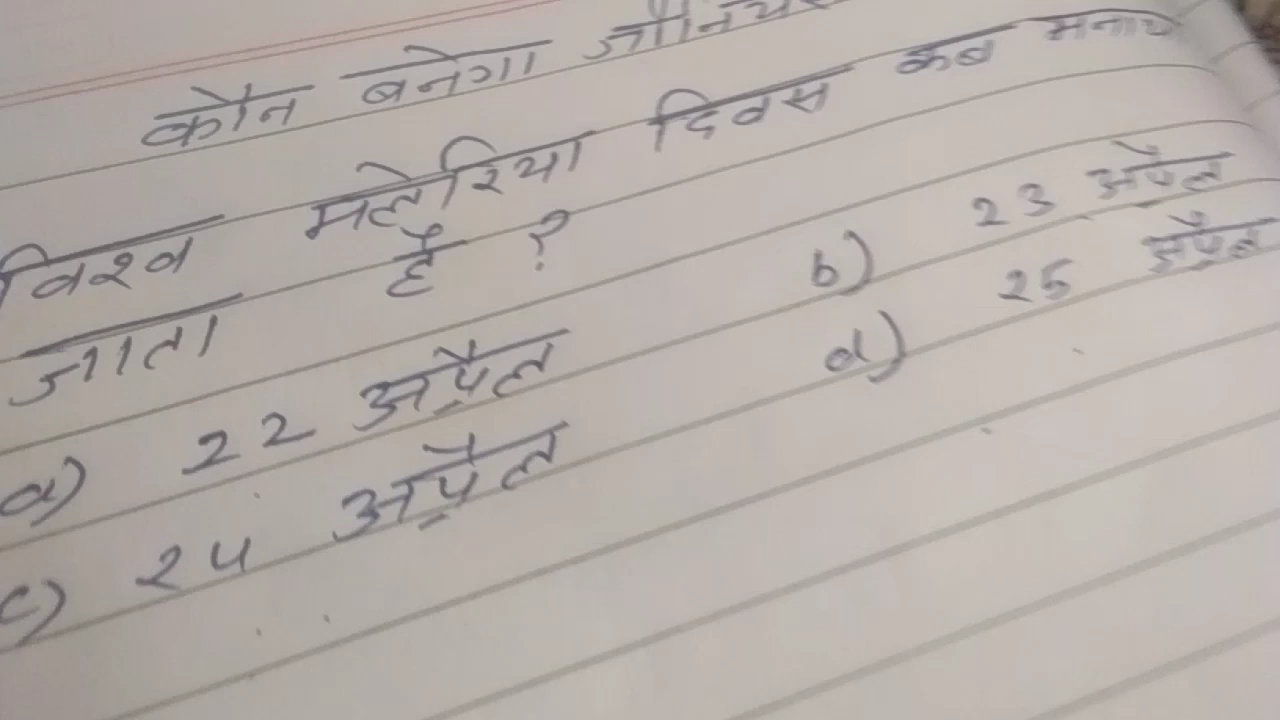 कौन बनेगा
विश्व मलेरिया दिवस कब
जाता है ?
a) 22 अप्रैल b) 23 अप्रैल
c) 24 अप्रैल d) 25 अप्रैल